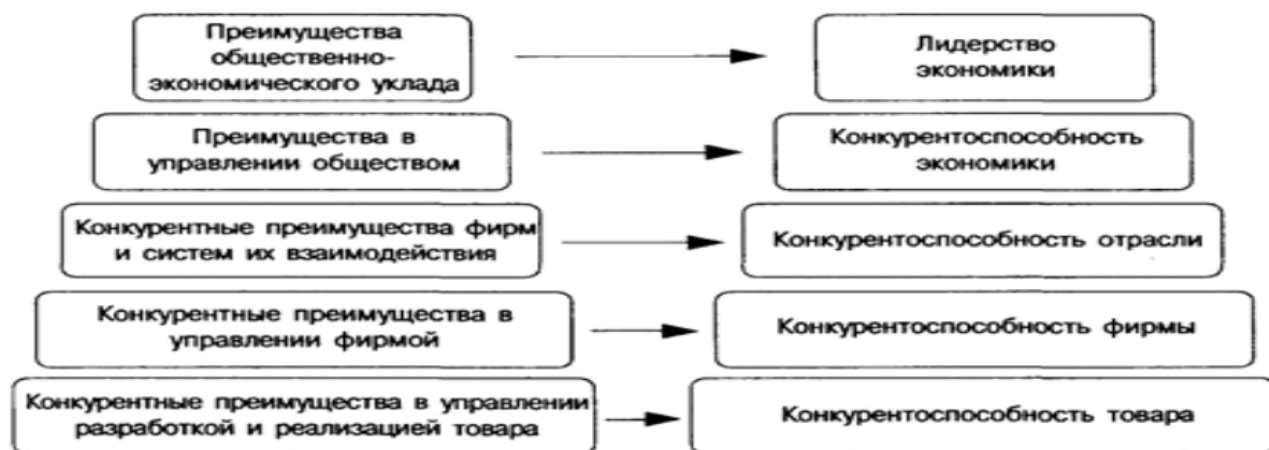 Преимущества
общественно-
экономического уклада
Лидерство
экономики
Преимущества в
управлении обществом
Конкурентоспособность
экономики
Конкурентные преимущества фирм
и систем их взаимодействия
Конкурентоспособность отрасли
Конкурентные преимущества в
управлении фирмой
Конкурентоспособность фирмы
Конкурентные преимущества в управлении
разработкой и реализацией товара
Конкурентоспособность товара